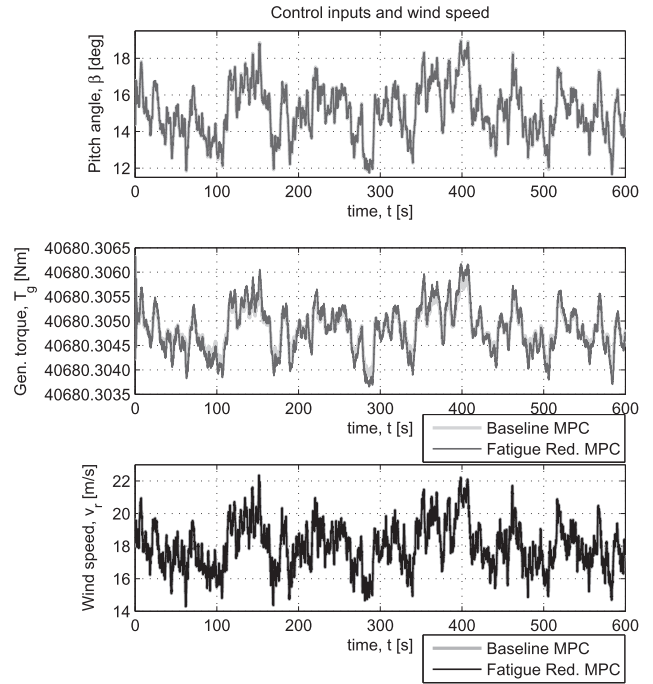 Control inputs and wind speed
Pitch angle, β [deg]
18
16
14
12
0 100 200 300 400 500 600
time, t [s]
Gen. torque, Tg [Nm]
40680.3065
40680.3060
40680.3055
40680.3050
40680.3045
40680.3040
40680.3035
0 100 200 300 400 500 600
time, t [s]
Baseline MPC
Fatigue Red. MPC
Wind speed, vr [m/s]
22
20
18
16
14
0 100 200 300 400 500 600
time, t [s]
Baseline MPC
Fatigue Red. MPC